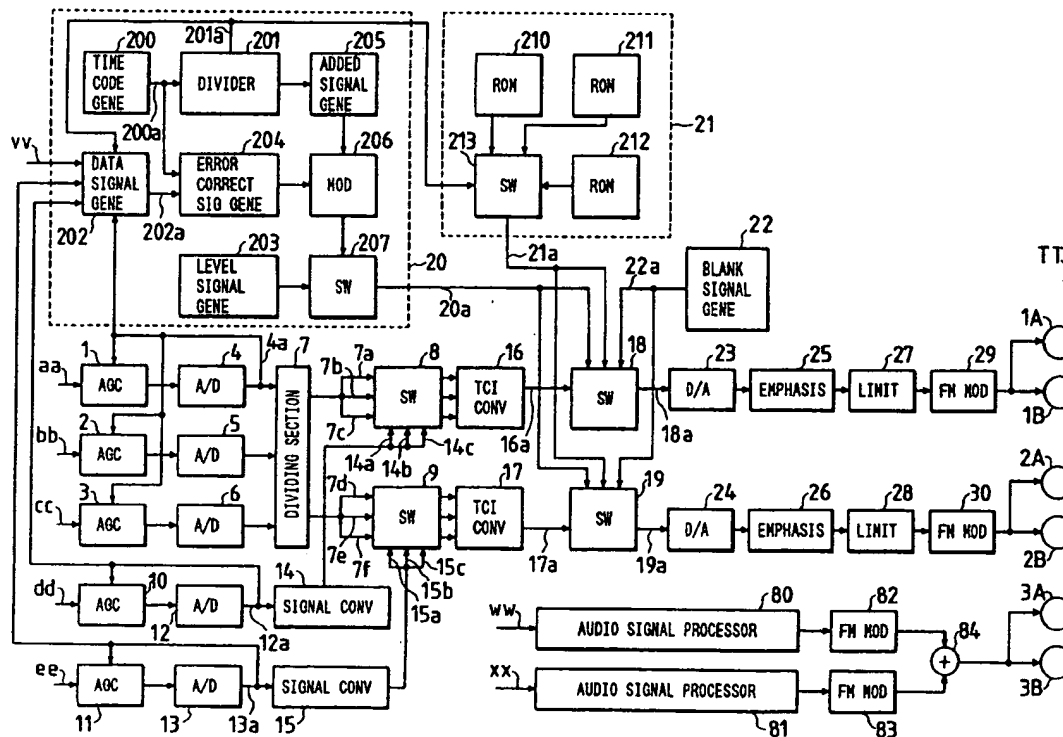 200
TIME
CODE
GENE
200a
201a
201
DIVIDER
205
ADDED
SIGNAL
GENE
vv
DATA
SIGNAL
GENE
202
202a
204
ERROR
CORRECT
SIG GENE
206
MOD
203
LEVEL
SIGNAL
GENE
207
SW
20
20a
210
ROM
211
ROM
213
SW
212
ROM
21
21a
22
22a
BLANK
SIGNAL
GENE
aa
1
AGC
4
A/D
4a
bb
2
AGC
5
A/D
cc
3
AGC
6
A/D
7
DIVIDING SECTION
7a
7b
7c
8
SW
14a
14b
14c
16
TCI
CONV
16a
18
SW
18a
23
D/A
25
EMPHASIS
27
LIMIT
29
FM MOD
TT
1A
1B
7d
7e
7f
9
SW
15a
15b
15c
17
TCI
CONV
17a
19
SW
19a
24
D/A
26
EMPHASIS
28
LIMIT
30
FM MOD
2A
2B
dd
10
AGC
12
A/D
12a
14
SIGNAL CONV
ee
11
AGC
13
A/D
13a
15
SIGNAL CONV
ww
80
AUDIO SIGNAL PROCESSOR
82
FM MOD
xx
81
AUDIO SIGNAL PROCESSOR
83
FM MOD
84
+
3A
3B